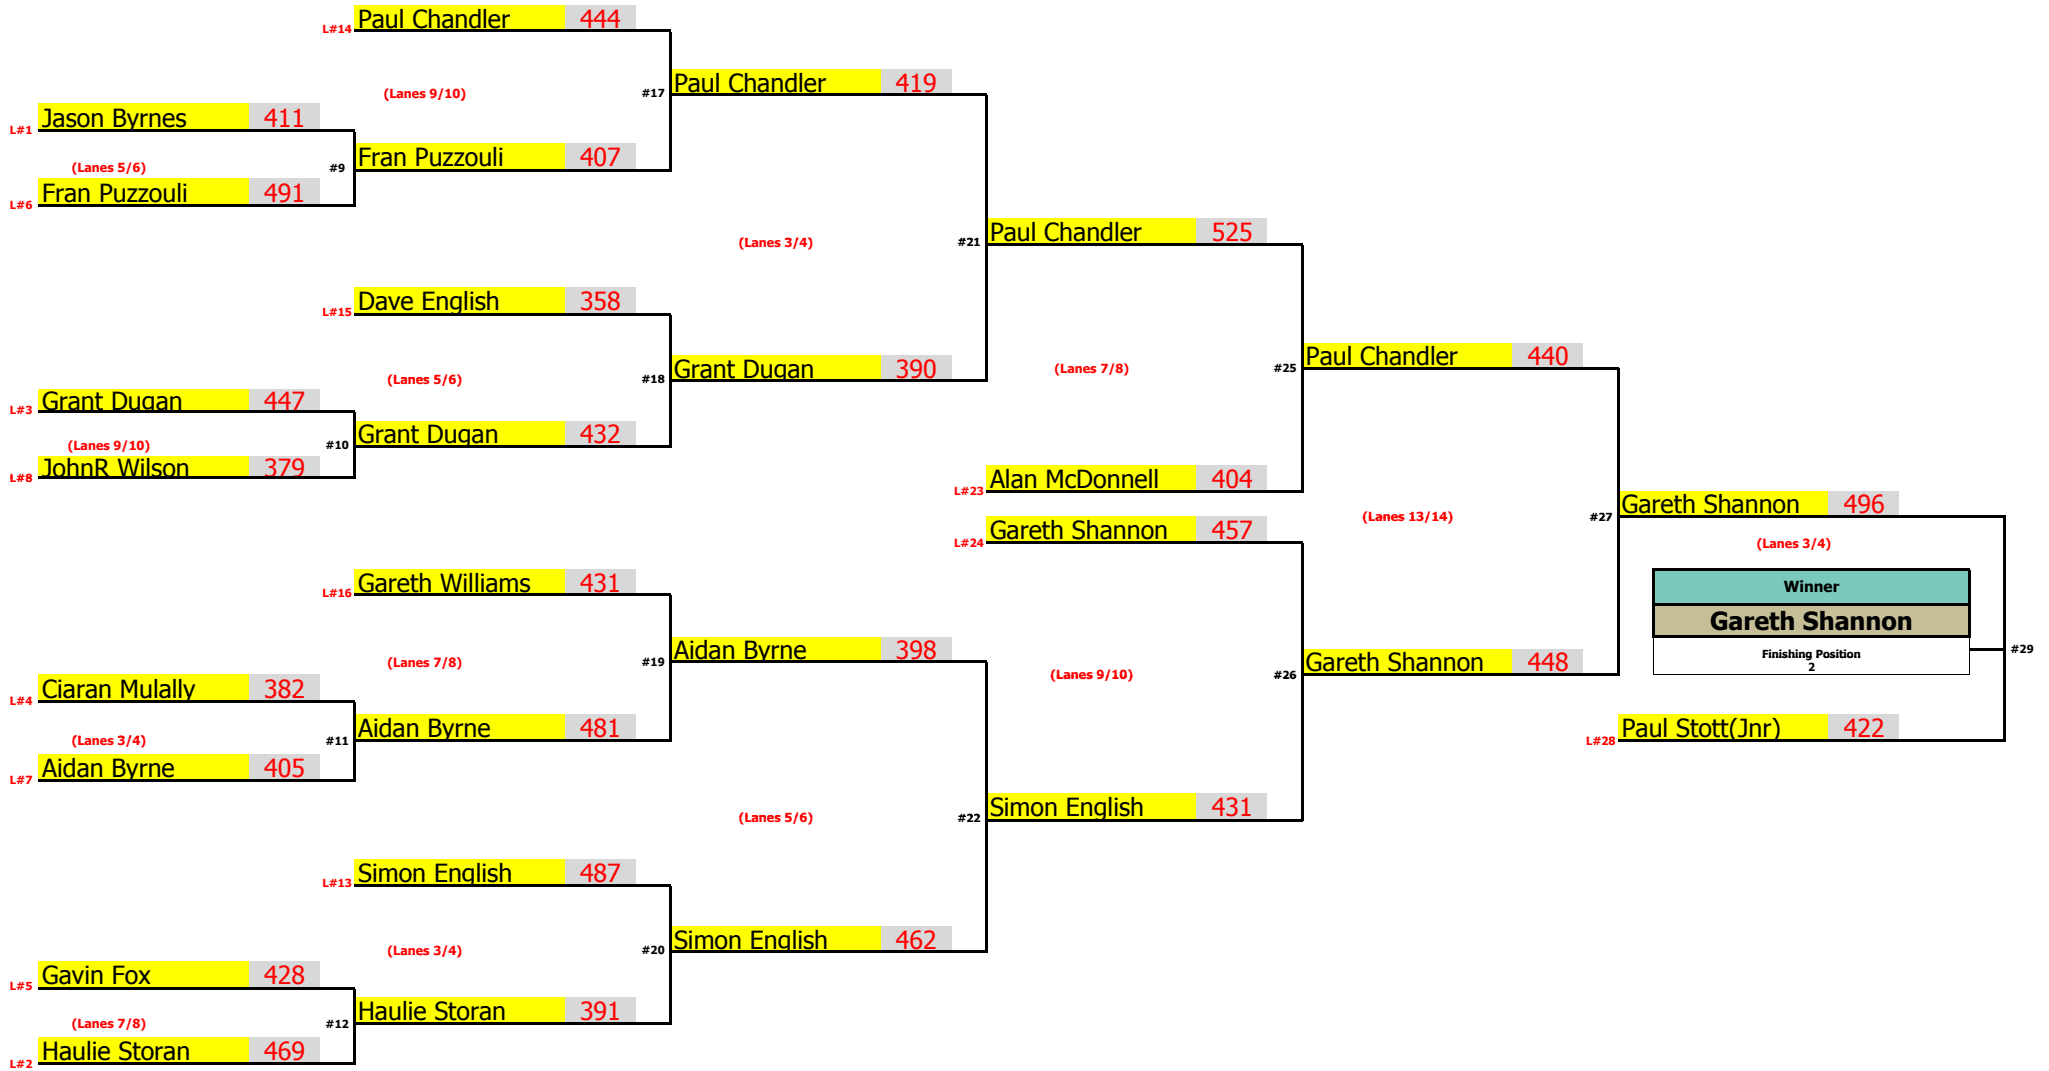 L#14 Paul Chandler 444
(Lanes 9/10) #17 Paul Chandler 419
L#1 Jason Byrnes 411
(Lanes 5/6) #9 Fran Puzzouli 407
L#6 Fran Puzzouli 491
(Lanes 3/4) #21 Paul Chandler 525
L#15 Dave English 358
(Lanes 5/6) #18 Grant Dugan 390
(Lanes 7/8) #25 Paul Chandler 440
L#3 Grant Dugan 447
(Lanes 9/10) #10 Grant Dugan 432
L#8 JohnR Wilson 379
L#23 Alan McDonnell 404
(Lanes 13/14) #27 Gareth Shannon 496
L#24 Gareth Shannon 457
(Lanes 3/4)
L#16 Gareth Williams 431
Winner
Gareth Shannon
Finishing Position
2
#29
(Lanes 7/8) #19 Aidan Byrne 398
(Lanes 9/10) #26 Gareth Shannon 448
L#4 Ciaran Mulally 382
(Lanes 3/4) #11 Aidan Byrne 481
L#28 Paul Stott(Jnr) 422
L#7 Aidan Byrne 405
(Lanes 5/6) #22 Simon English 431
L#13 Simon English 487
(Lanes 3/4) #20 Simon English 462
L#5 Gavin Fox 428
(Lanes 7/8) #12 Haulie Storan 391
L#2 Haulie Storan 469